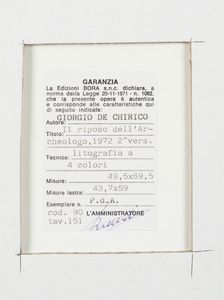 GARANZIA
La Edizioni BORA s.n.c. dichiara, a
norma della Legge 20-11-1971 - n. 1062,
che la presente opera è autentica
e corrisponde alle caratteristiche qui
di seguito indicate:
Autore: GIORGIO DE CHIRICO
Titolo: Il riposo dell'Ar-
cheologo,1972 2^vers.
Tecnica: litografia a
4 colori
Misure: 49,5x69,5
Misure lastra: 43,7x59
Esemplare n. P.d.A.
cod. 90 L'AMMINISTRATORE
tav.151